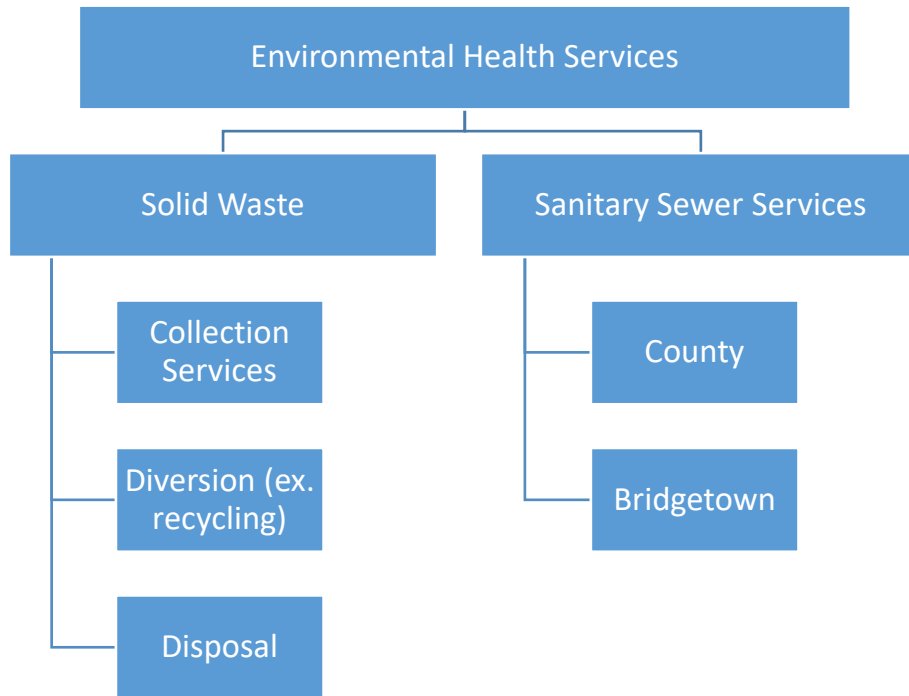 Environmental Health Services
Solid Waste
Sanitary Sewer Services
Collection
Services
County
Diversion (ex.
recycling)
Bridgetown
Disposal